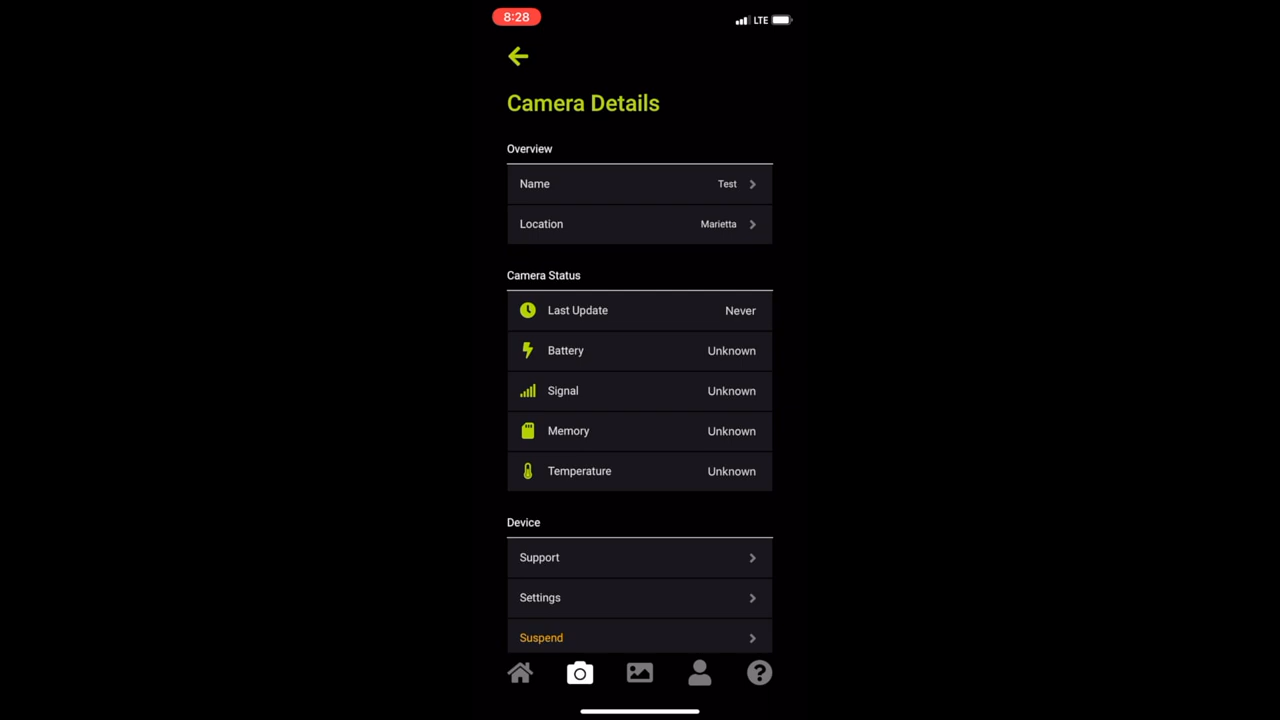 8:28
LTE
Camera Details
Overview
Name Test
Location Marietta
Camera Status
Last Update Never
Battery Unknown
Signal Unknown
Memory Unknown
Temperature Unknown
Device
Support
Settings
Suspend